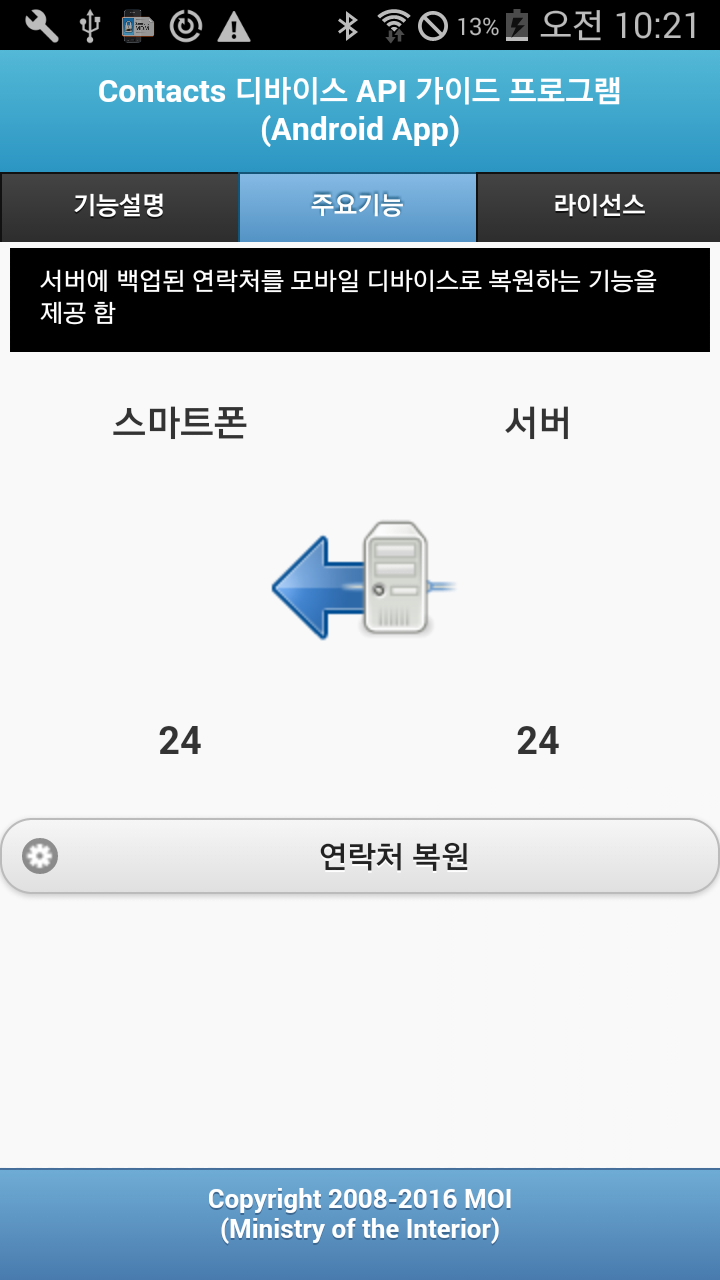 13% 오전 10:21
Contacts 디바이스 API 가이드 프로그램
(Android App)
기능설명 주요기능 라이선스
서버에 백업된 연락처를 모바일 디바이스로 복원하는 기능을
제공 함
스마트폰 서버
24 24
연락처 복원
Copyright 2008-2016 MOI
(Ministry of the Interior)